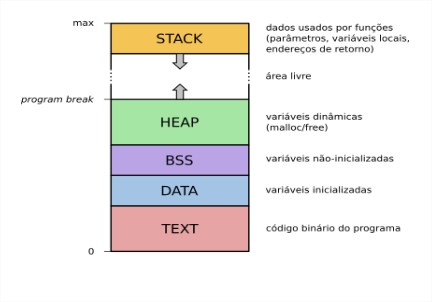 max
STACK
dados usados por funções
(parâmetros, variáveis locais,
endereços de retorno)
área livre
program break
HEAP
variáveis dinâmicas
(malloc/free)
BSS
variáveis não-inicializadas
DATA
variáveis inicializadas
TEXT
código binário do programa
0